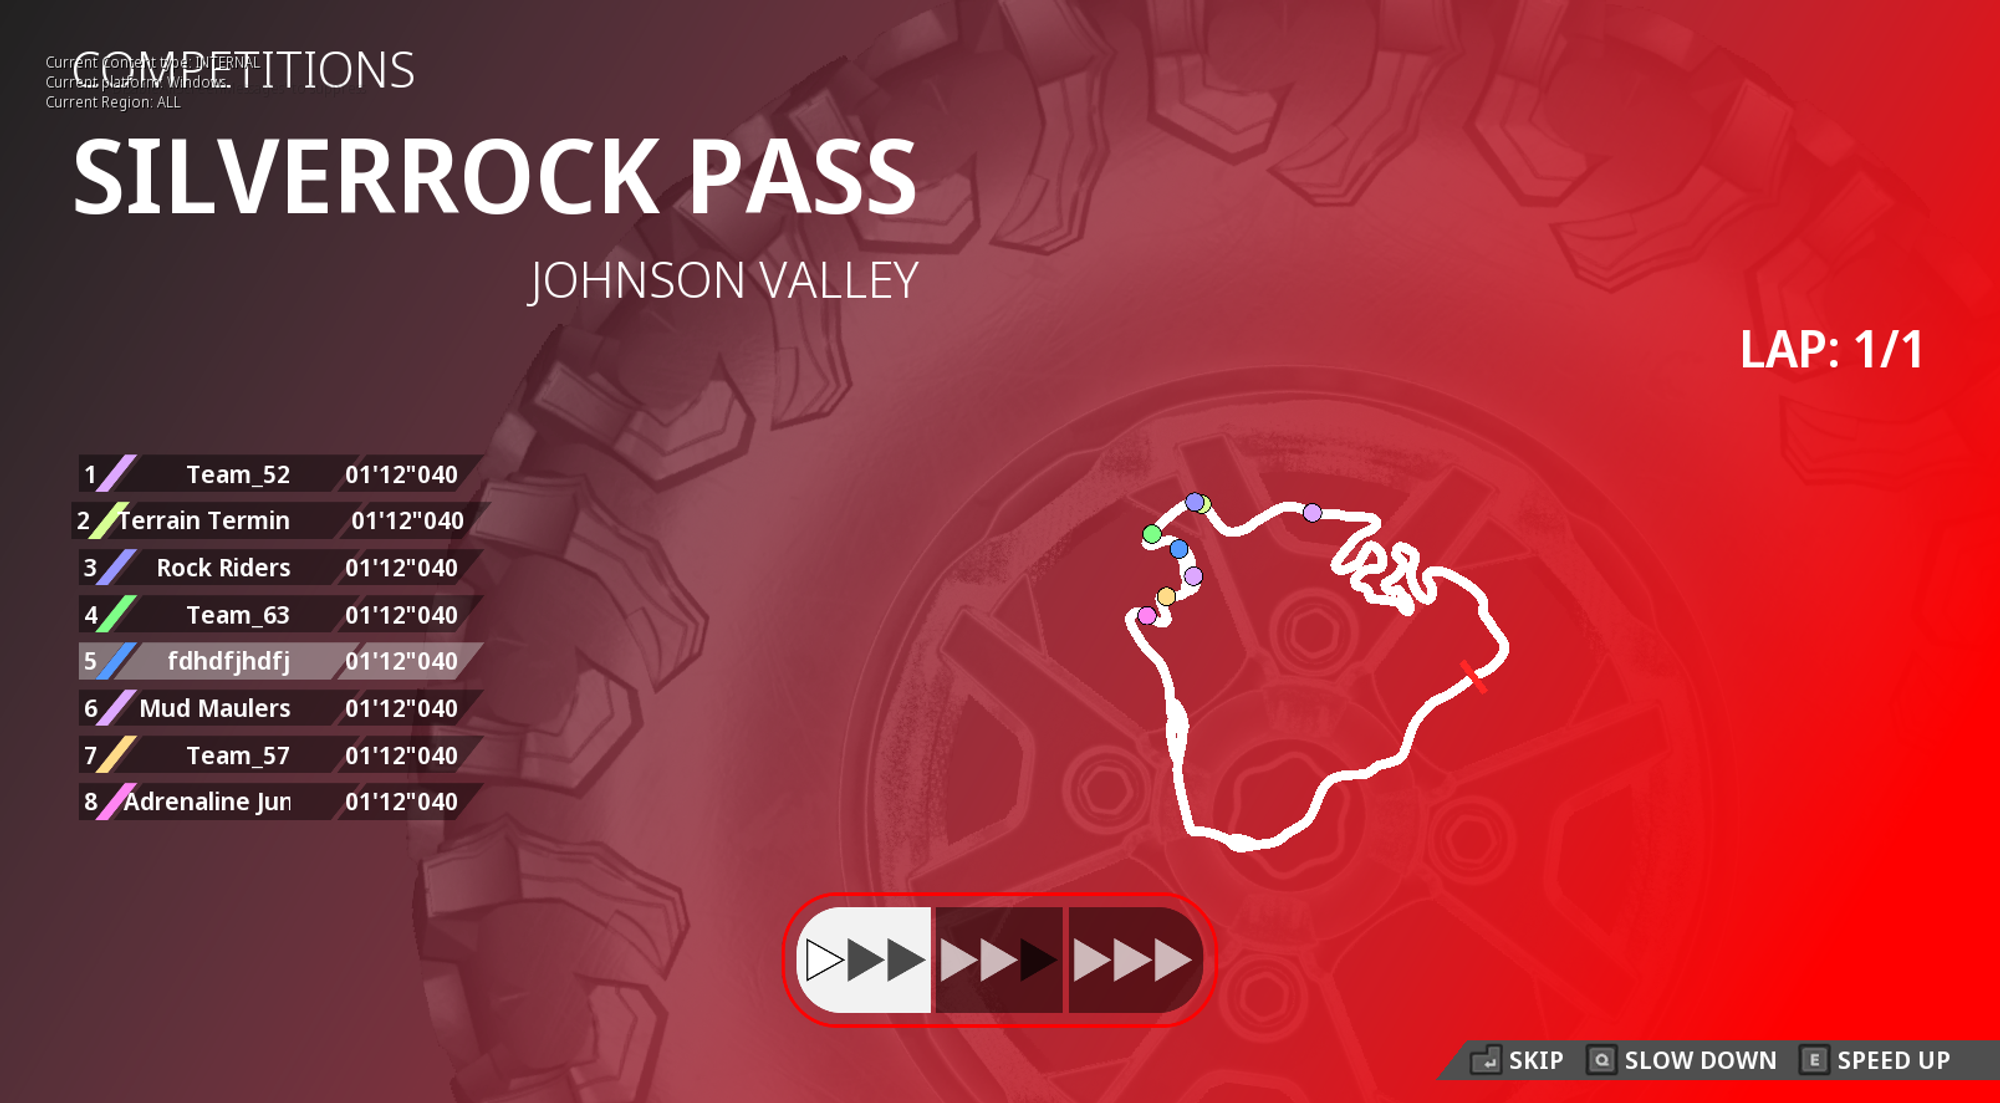 COMPETITIONS
Current Content type: INTERNAL
Current platform: Windows
Current Region: ALL
SILVERROCK PASS
JOHNSON VALLEY
LAP: 1/1
1 Team_52 01'12"040
2 Terrain Termin 01'12"040
3 Rock Riders 01'12"040
4 Team_63 01'12"040
5 fdhdfjhdfj 01'12"040
6 Mud Maulers 01'12"040
7 Team_57 01'12"040
8 Adrenaline Jun 01'12"040
SKIP Q SLOW DOWN E SPEED UP